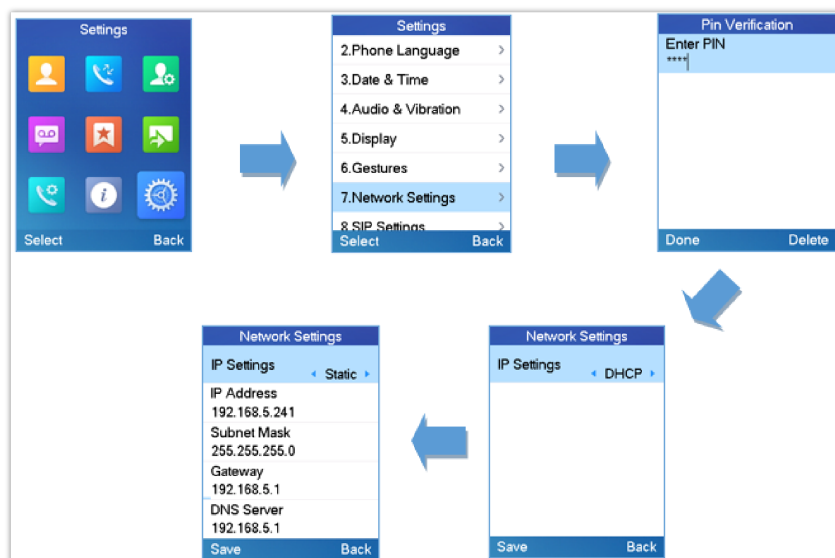 Settings
Select Back
Settings
2.Phone Language
3.Date & Time
4.Audio & Vibration
5.Display
6.Gestures
7.Network Settings
8.SIP Settings
Select Back
Pin Verification
Enter PIN
****
Done Delete
Network Settings
IP Settings
DHCP
Save Back
Network Settings
IP Settings
Static
IP Address
192.168.5.241
Subnet Mask
255.255.255.0
Gateway
192.168.5.1
DNS Server
192.168.5.1
Save Back